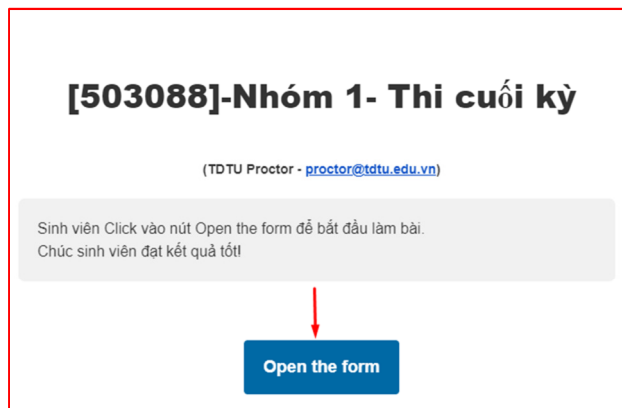 [503088]-Nhóm 1- Thi cuối kỳ
(TDTU Proctor - proctor@tdtu.edu.vn)
Sinh viên Click vào nút Open the form để bắt đầu làm bài.
Chúc sinh viên đạt kết quả tốt!
Open the form